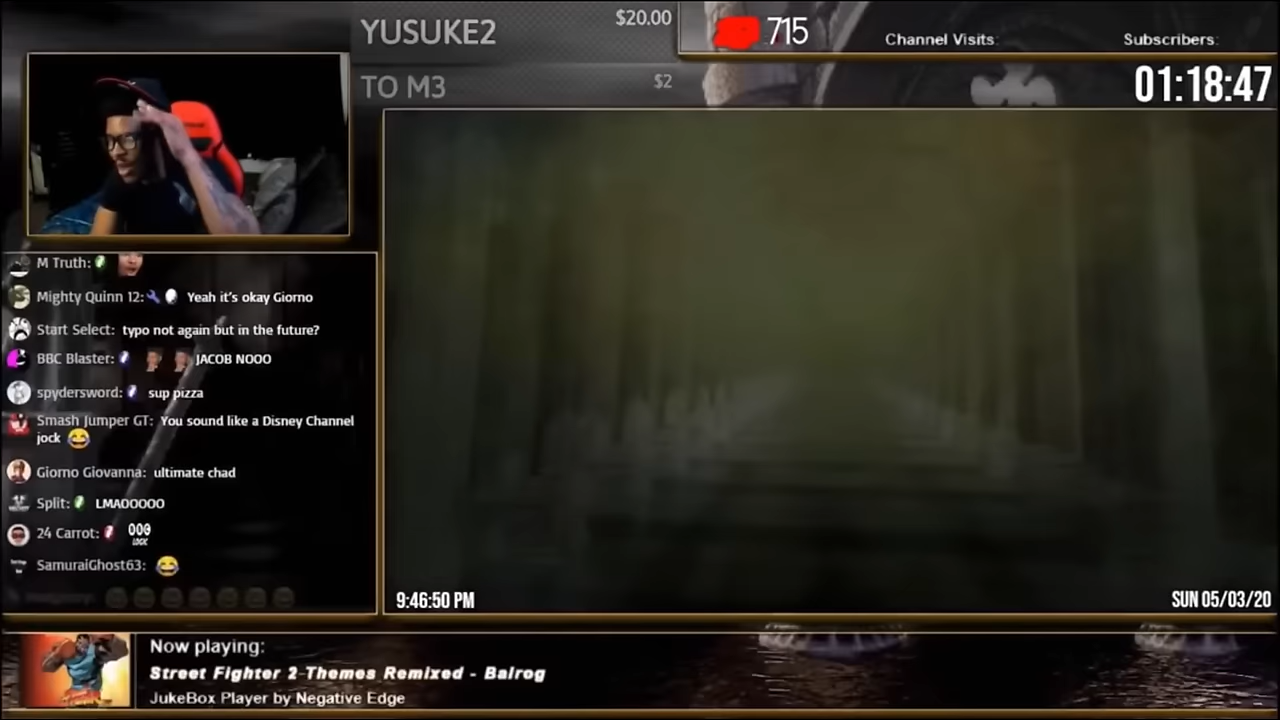 YUSUKE2
$20.00
715
Channel Visits:
Subscribers:
TO M3
$2
01:18:47
M Truth:
Mighty Quinn 12: Yeah it's okay Giorno
Start Select: typo not again but in the future?
BBC Blaster: JACOB NOOO
spydersword: sup pizza
Smash Jumper GT: You sound like a Disney Channel
jock
Giorno Giovanna: ultimate chad
Split: LMAOOOOO
24 Carrot:
SamuraiGhost63:
9:46:50 PM
SUN 05/03/20
Now playing:
Street Fighter 2 Themes Remixed - Balrog
JukeBox Player by Negative Edge